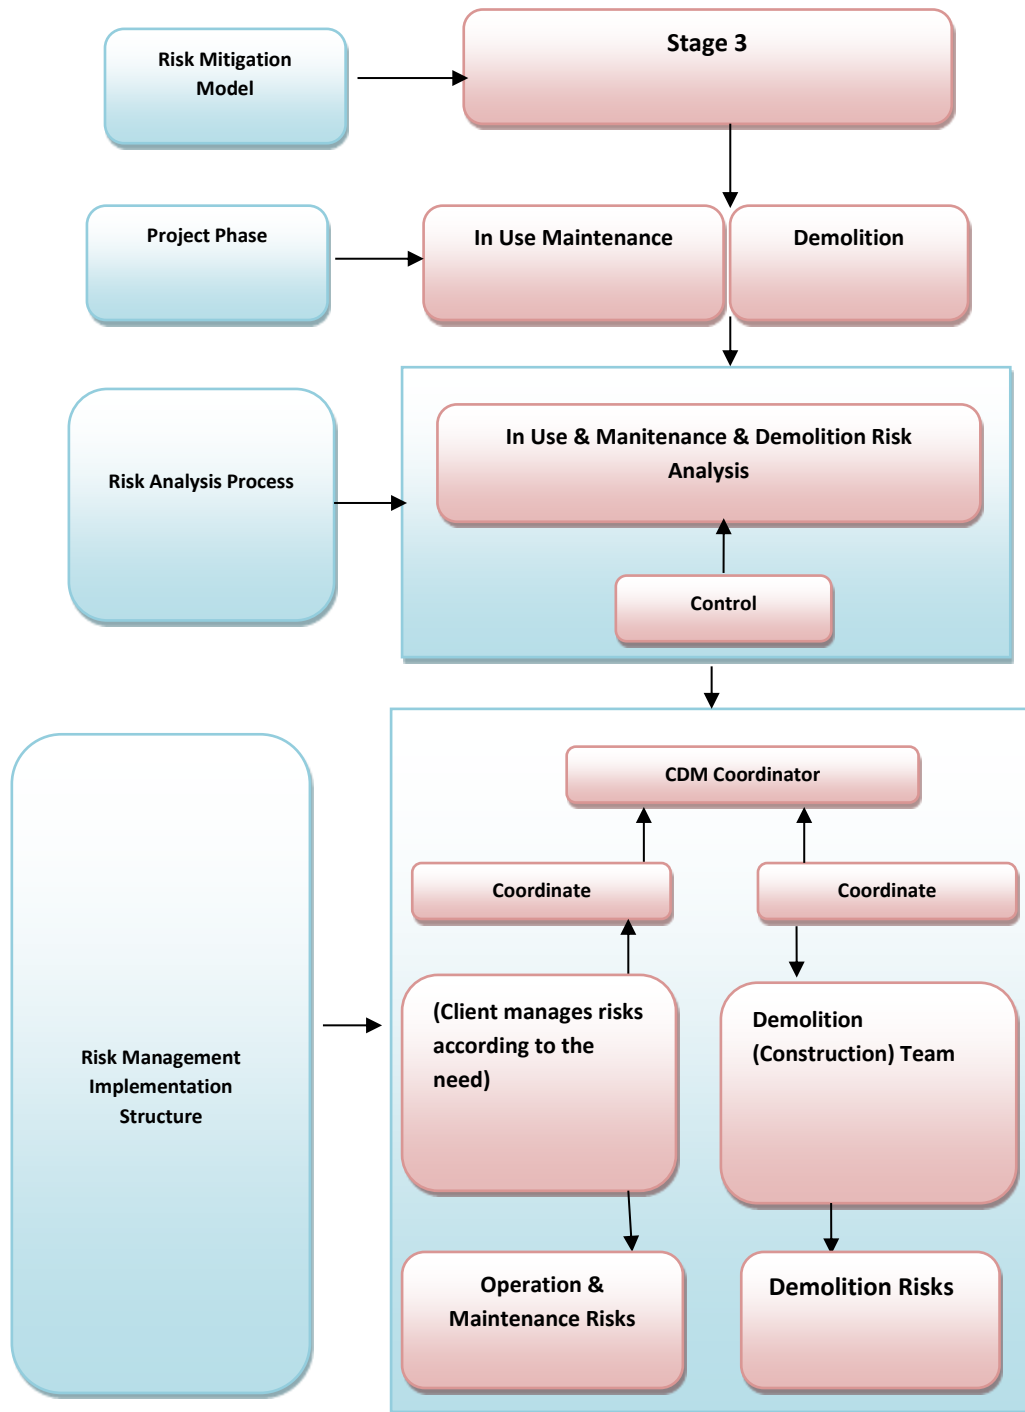 Risk Mitigation
Model
Stage 3
Project Phase
In Use Maintenance
Demolition
Risk Analysis Process
In Use & Manitenance & Demolition Risk
Analysis
Control
Risk Management
Implementation
Structure
CDM Coordinator
Coordinate
Coordinate
(Client manages risks
according to the
need)
Demolition
(Construction) Team
Operation &
Maintenance Risks
Demolition Risks